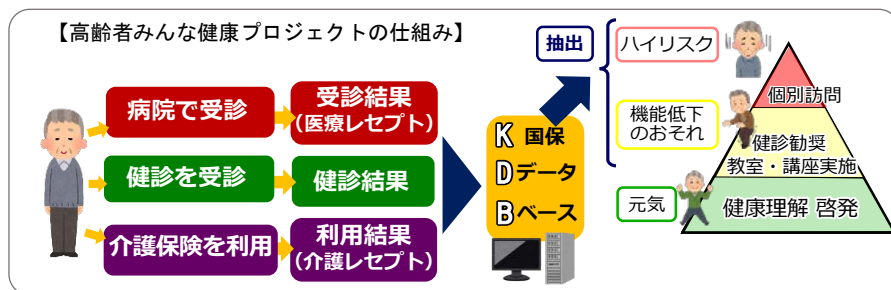 【高齢者みんな健康プロジェクトの仕組み】
病院で受診
受診結果
(医療レセプト)
健診を受診
健診結果
介護保険を利用
利用結果
(介護レセプト)
K 国保
D データ
B ベース
抽出
ハイリスク
機能低下
のおそれ
元気
個別訪問
健診勧奨
教室・講座実施
健康理解 啓発